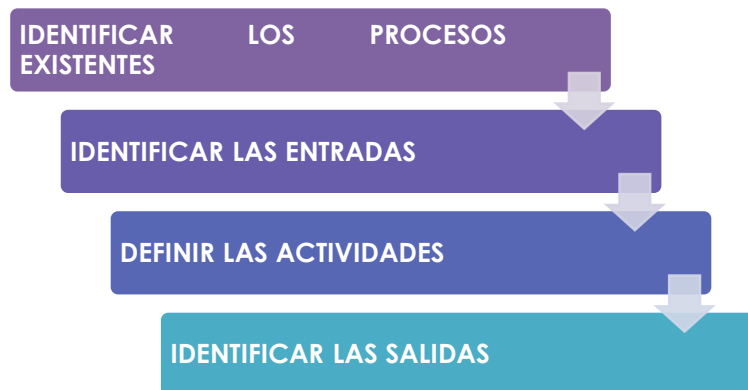 IDENTIFICAR LOS PROCESOS
EXISTENTES
IDENTIFICAR LAS ENTRADAS
DEFINIR LAS ACTIVIDADES
IDENTIFICAR LAS SALIDAS